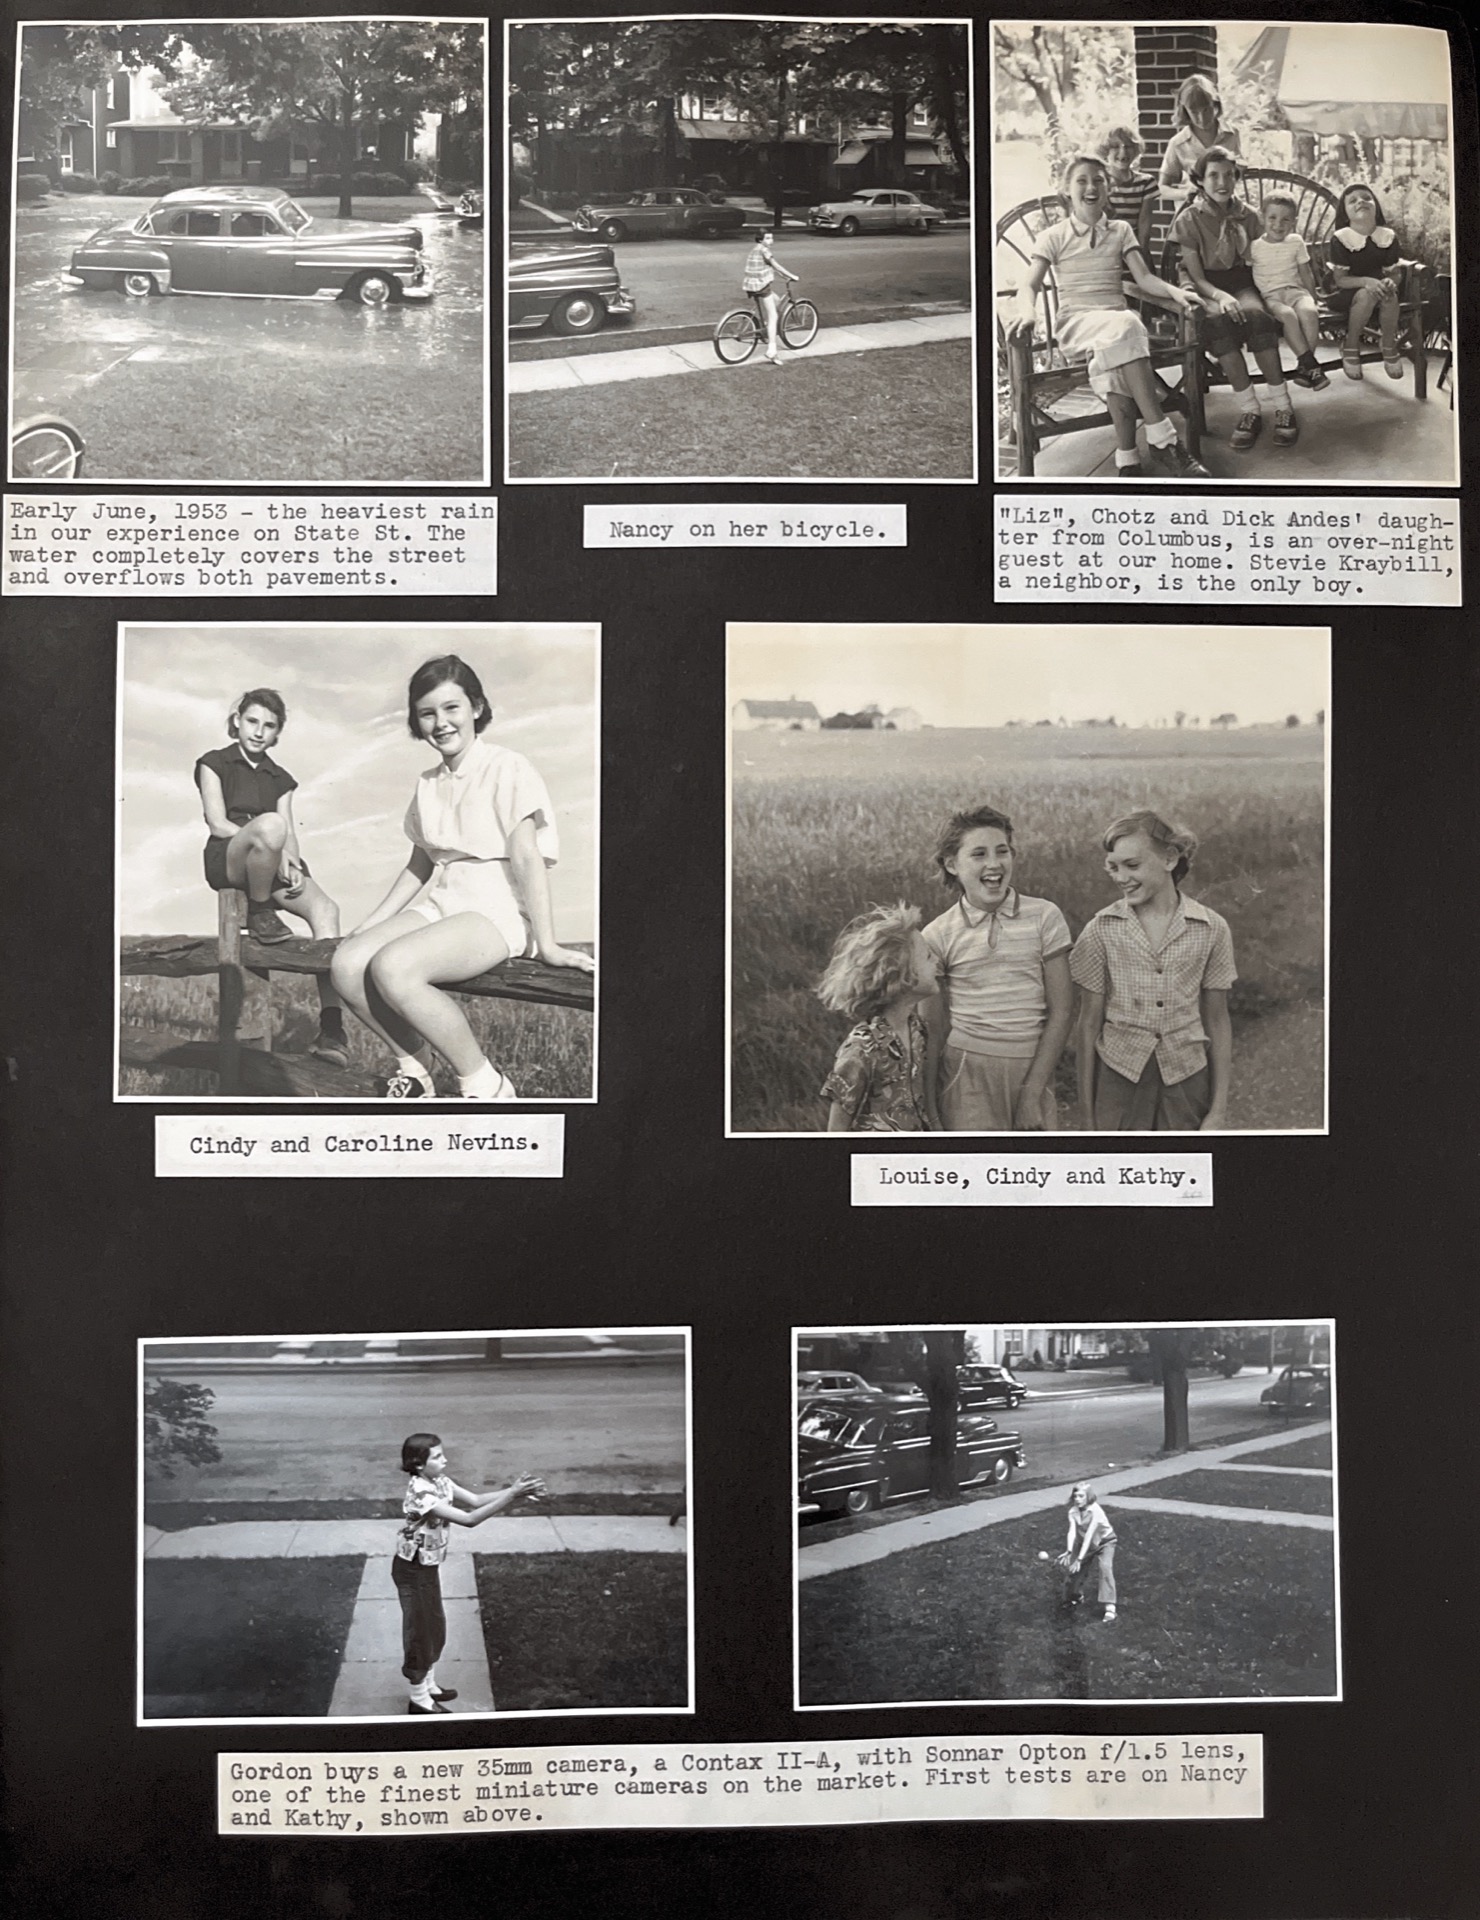 Early June, 1953 - the heaviest rain
in our experience on State St. The
water completely covers the street
and overflows both pavements.
Nancy on her bicycle.
"Liz", Chotz and Dick Andes' daugh-
ter from Columbus, is an over-night
guest at our home. Stevie Kraybill,
a neighbor, is the only boy.
Cindy and Caroline Nevins.
Louise, Cindy and Kathy.
Gordon buys a new 35mm camera, a Contax II-A, with Sonnar Opton f/1.5 lens,
one of the finest miniature cameras on the market. First tests are on Nancy
and Kathy, shown above.